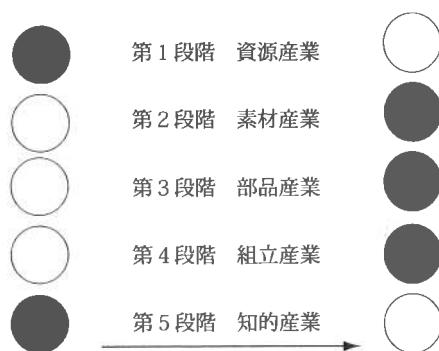 第1段階 資源産業
第2段階 素材産業
第3段階 部品産業
第4段階 組立産業
第5段階 知的産業